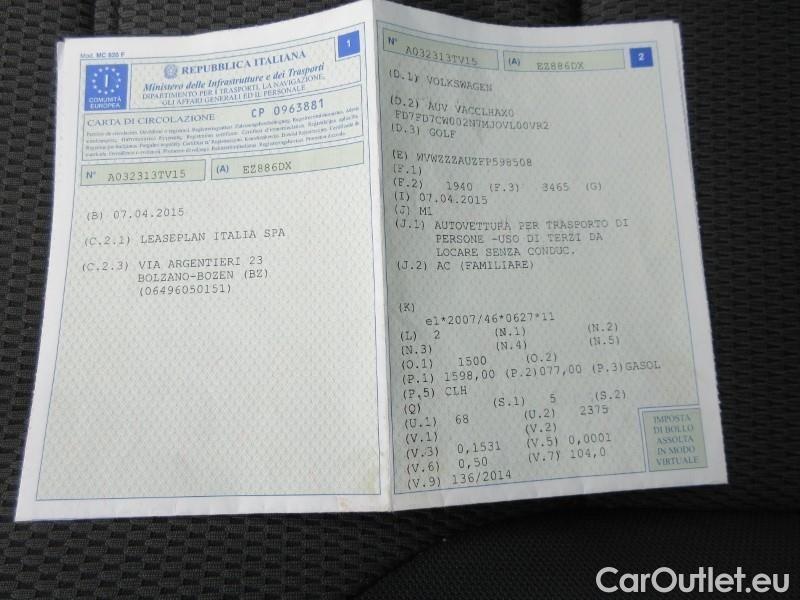 Mod. MC 820 F
1
REPUBBLICA ITALIANA
Ministero delle Infrastrutture e dei Trasporti
DIPARTIMENTO PER I TRASPORTI, LA NAVIGAZIONE,
GLI AFFARI GENERALI ED IL PERSONALE
I
COMUNITÀ
EUROPEA
CARTA DI CIRCOLAZIONE CP 0963881
N° A032313TV15 (A) EZ886DX
(B) 07.04.2015
(C.2.1) LEASEPLAN ITALIA SPA
(C.2.3) VIA ARGENTIERI 23
BOLZANO-BOZEN (BZ)
(06496050151)
N° A032313TV15 (A) EZ886DX
2
(D.1) VOLKSWAGEN
(D.2) AUV VACCLHAX0
FD7FD7CW002N7MJOVL00VR2
(D.3) GOLF
(E) WVWZZZAUZFP598508
(F.1)
(F.2) 1940 (F.3) 3465 (G)
(I) 07.04.2015
(J) M1
(J.1) AUTOVETTURA PER TRASPORTO DI
PERSONE -USO DI TERZI DA
LOCARE SENZA CONDUC.
(J.2) AC (FAMILIARE)
(K)
e1*2007/46*0627*11
(L) 2 (N.1) (N.2)
(N.3) (N.4) (N.5)
(O.1) 1500 (O.2)
(P.1) 1598,00 (P.2)077,00 (P.3)GASOL
(P.5) CLH
(Q) (S.1) 5 (S.2)
(U.1) 68 (U.2) 2375
(V.1) (V.2)
(V.3) 0,1531 (V.5) 0,0001
(V.6) 0,50 (V.7) 104,0
(V.9) 136/2014
IMPOSTA
DI BOLLO
ASSOLTA
IN MODO
VIRTUALE
CarOutlet.eu